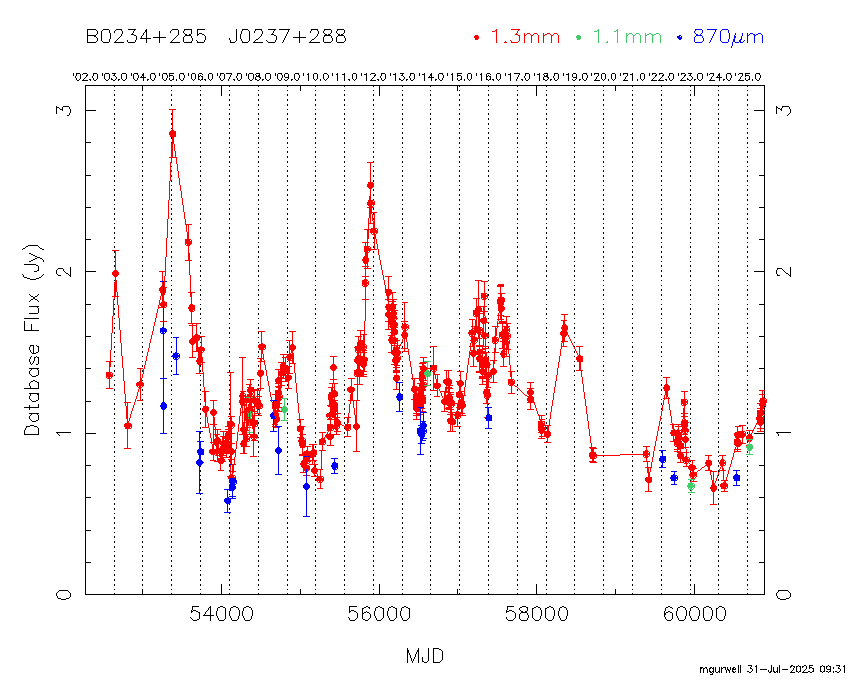 B0234+285 J0237+288 1.3mm 1.1mm 870μm
'02.0 '03.0 '04.0 '05.0 '06.0 '07.0 '08.0 '09.0 '10.0 '11.0 '12.0 '13.0 '14.0 '15.0 '16.0 '17.0 '18.0 '19.0 '20.0 '21.0 '22.0 '23.0 '24.0 '25.0
3 3
2 2
Database Flux (Jy)
1 1
0 0
54000 56000 58000 60000
MJD
mgurwell 31-Jul-2025 09:31